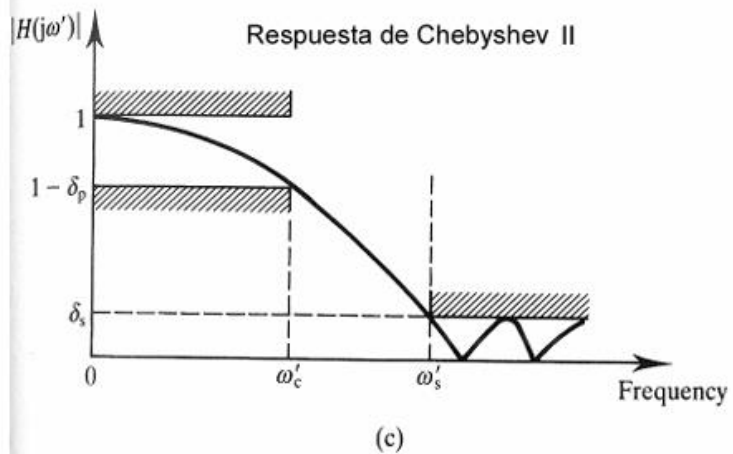 |H(jω′)|
Respuesta de Chebyshev II
1
1 − δp
δs
0
ω′c
ω′s
Frequency
(c)